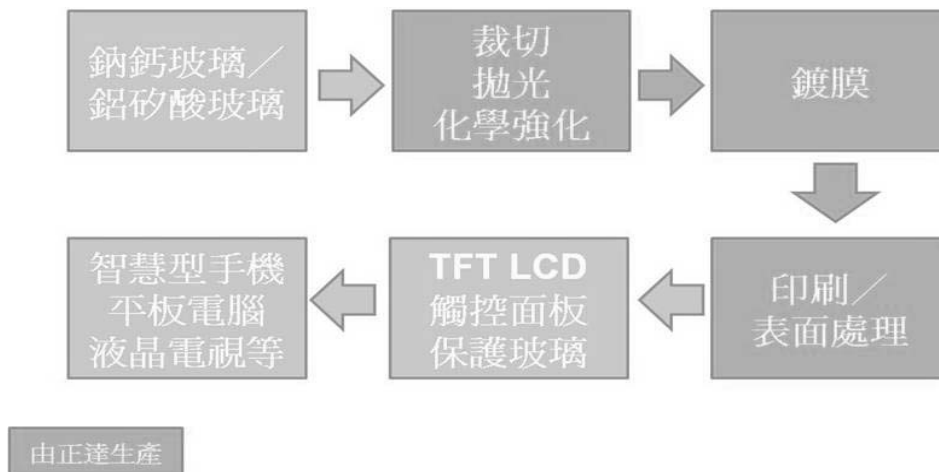 鈉鈣玻璃／
鋁矽酸玻璃
裁切
拋光
化學強化
鍍膜
印刷／
表面處理
TFT LCD
觸控面板
保護玻璃
智慧型手機
平板電腦
液晶電視等
由正達生產